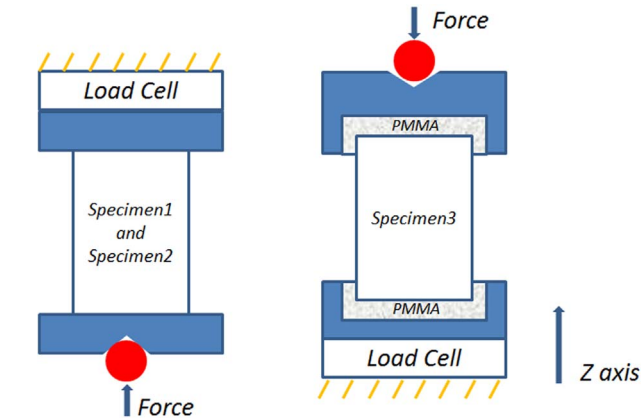 Force
Load Cell
PMMA
Specimen1
and
Specimen2
Specimen3
PMMA
Load Cell
Z axis
Force